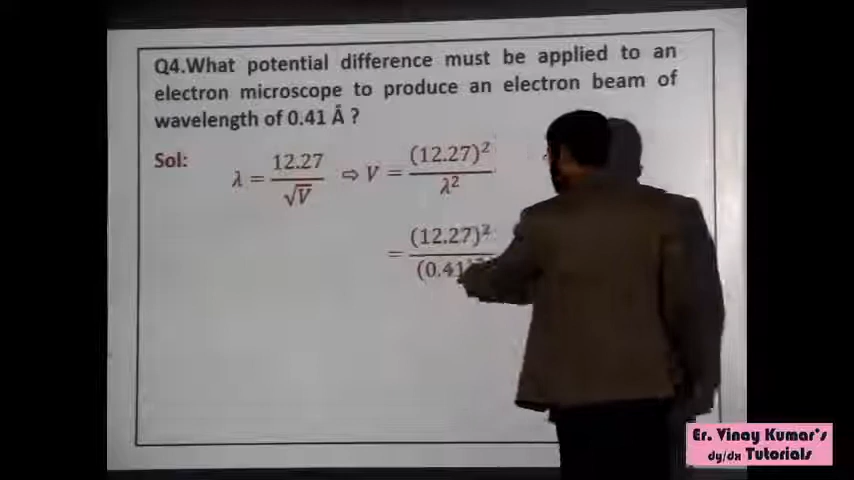 Q4.What potential difference must be applied to an
electron microscope to produce an electron beam of
wavelength of 0.41 Å ?
Sol: λ = 12.27 / √V ⇨ V = (12.27)² / λ²
= (12.27)² / (0.41
Er. Vinay Kumar's
dy/dx Tutorials